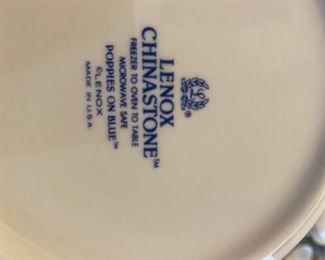 L
®
LENOX
CHINASTONE™
FREEZER TO OVEN TO TABLE
MICROWAVE SAFE
POPPIES ON BLUE™
©LENOX
MADE IN U.S.A.